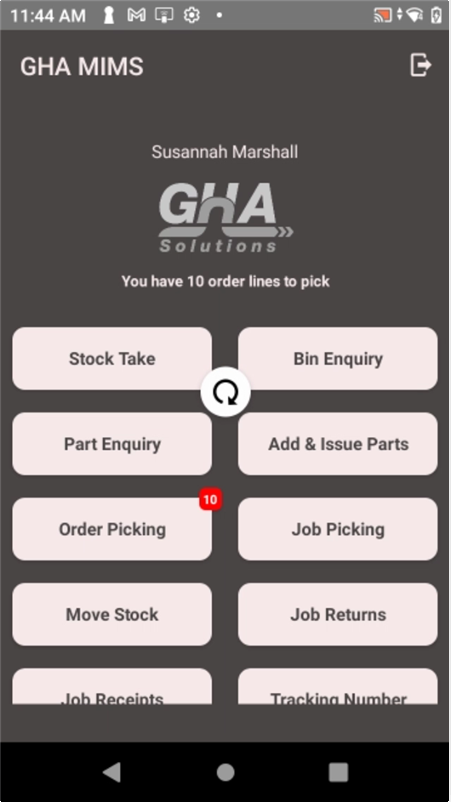 11:44 AM
GHA MIMS
Susannah Marshall
GHA
Solutions
You have 10 order lines to pick
Stock Take
Bin Enquiry
Part Enquiry
Add & Issue Parts
10
Order Picking
Job Picking
Move Stock
Job Returns
Job Receipts
Tracking Number